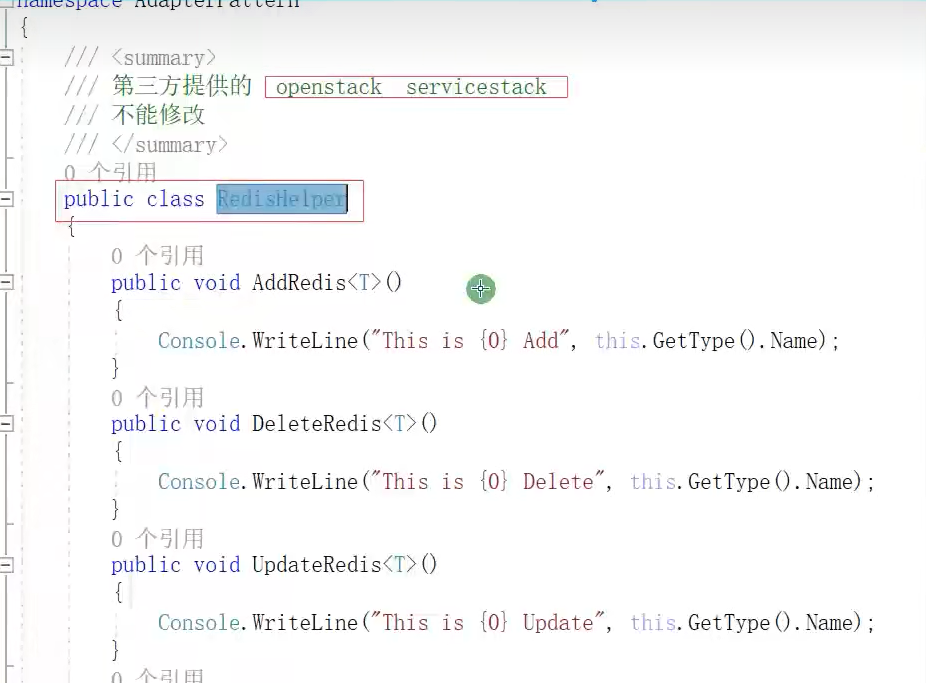 namespace AdapterPattern
{
/// <summary>
/// 第三方提供的 openstack servicestack
/// 不能修改
/// </summary>
0 个引用
public class RedisHelper
{
0 个引用
public void AddRedis<T>()
{
Console.WriteLine("This is {0} Add", this.GetType().Name);
}
0 个引用
public void DeleteRedis<T>()
{
Console.WriteLine("This is {0} Delete", this.GetType().Name);
}
0 个引用
public void UpdateRedis<T>()
{
Console.WriteLine("This is {0} Update", this.GetType().Name);
}
0 个引用